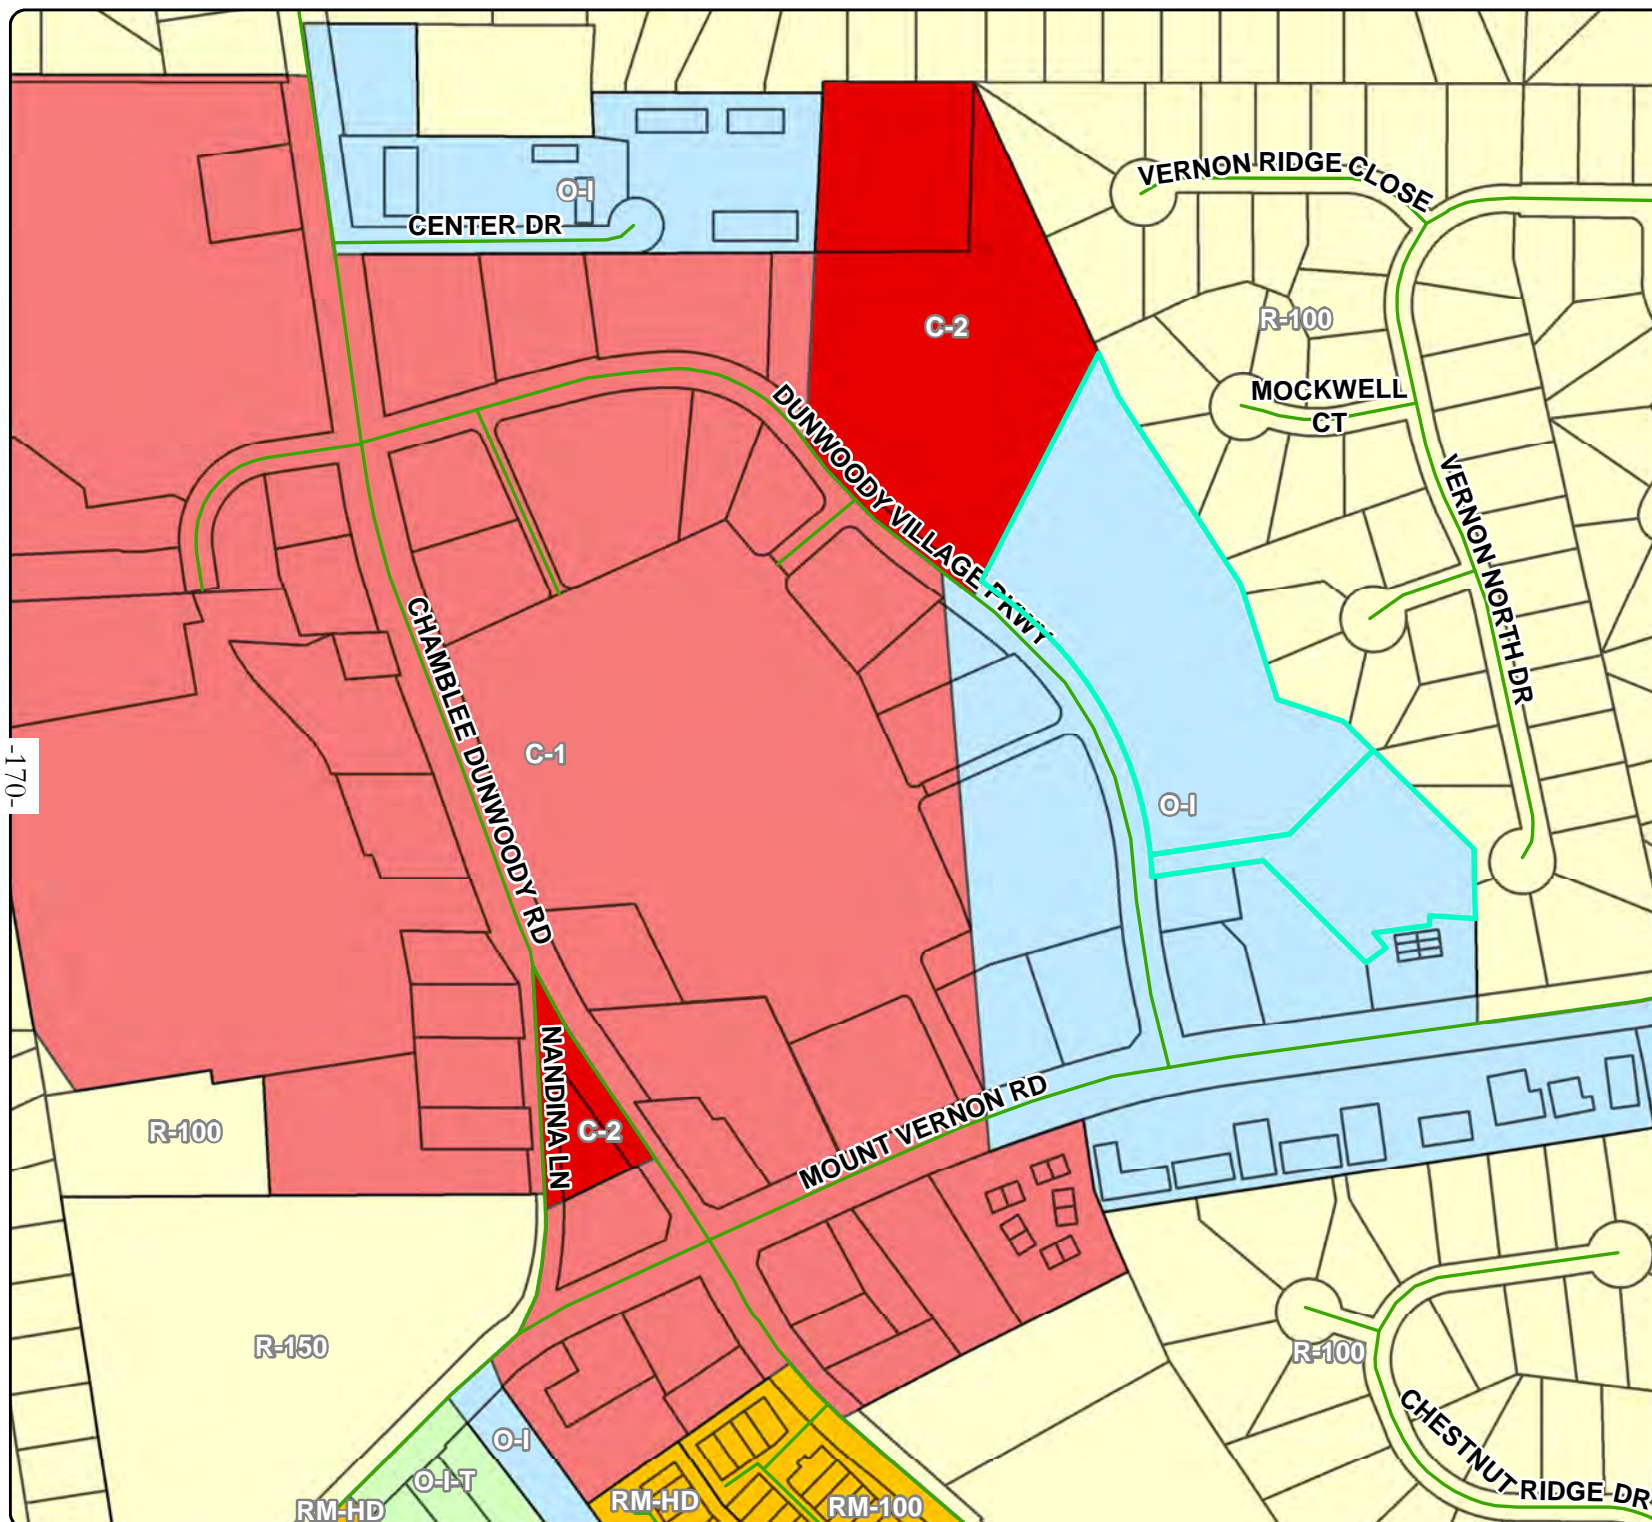 VERNON RIDGE CLOSE
O-I
CENTER DR
C-2
R-100
MOCKWELL
CT
DUNWOODY VILLAGE PKWY
VERNON NORTH DR
CHAMBLEE DUNWOODY RD
C-1
-170-
O-I
NANDINA LN
C-2
R-100
MOUNT VERNON RD
R-150
R-100
CHESTNUT RIDGE DR
O-I
O-I-T
RM-HD
RM-HD
RM-100